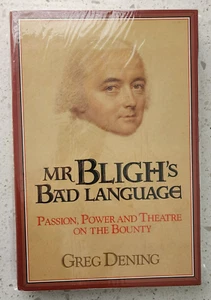 MR BLIGH'S
BAD LANGUAGE
PASSION, POWER AND THEATRE
ON THE BOUNTY
GREG DENING